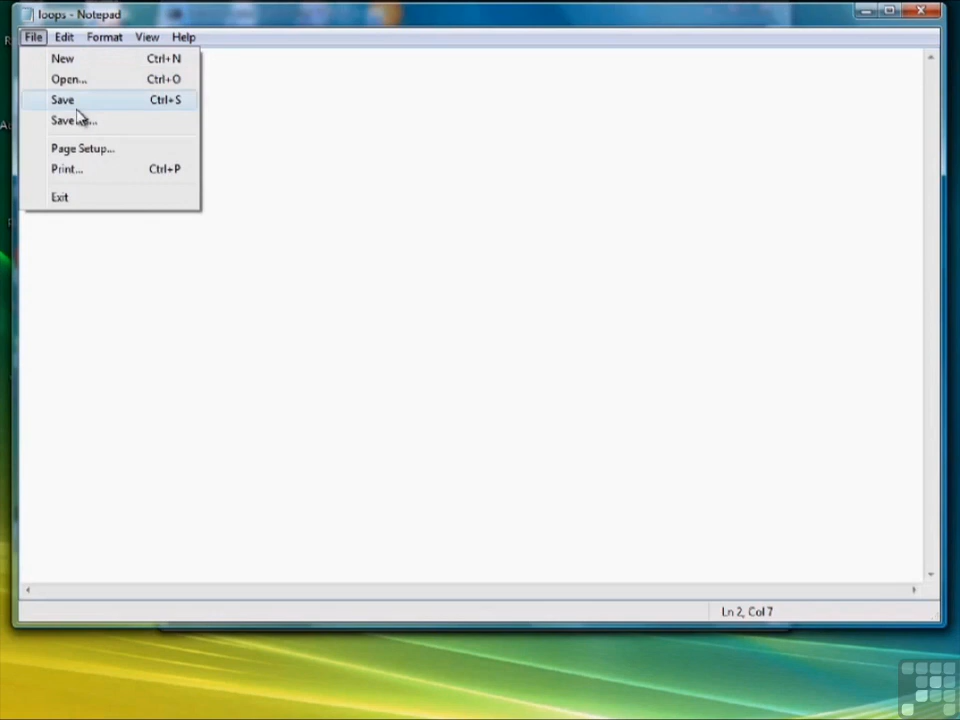 loops - Notepad
File Edit Format View Help
New Ctrl+N
Open... Ctrl+O
Save Ctrl+S
Save
Page Setup...
Print... Ctrl+P
Exit
Ln 2, Col 7